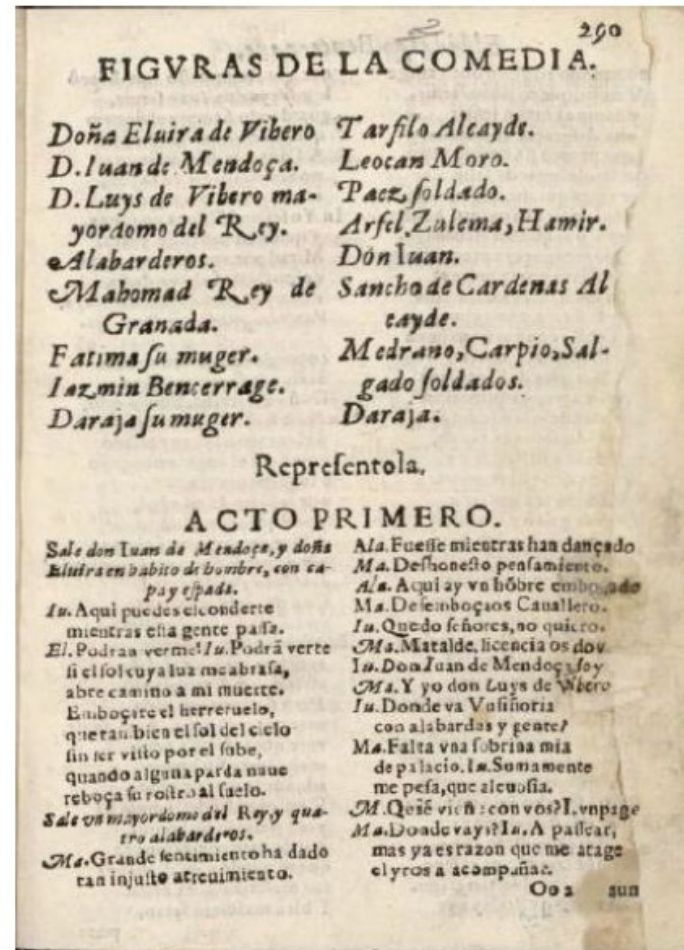 290
FIGVRAS DE LA COMEDIA.
Doña Eluira de Vibero
D. Iuan de Mendoça.
D. Luys de Vibero ma-
yordomo del Rey.
Alabarderos.
Mahomad Rey de
Granada.
Fatima su muger.
Iazmin Bencerrage.
Daraja su muger.
Tarfilo Alcayde.
Leocan Moro.
Paez soldado.
Arfel, Zulema, Hamir.
Don Iuan.
Sancho de Cardenas Al
cayde.
Medrano, Carpio, Sal-
gado soldados.
Daraja.
Representola.
ACTO PRIMERO.
Sale don Iuan de Mendoça, y doña
Eluira en habito de hombre, con ca-
pa y espada.
Iu. Aqui puedes esconderte
mientras esta gente passa.
El. Podran verme? Iu. Podrã verte
si el sol cuya luz me abrasa,
abre camino a mi muerte.
Emboçate el herreruelo,
que tan bien el sol del cielo
sin ser visto por el sube,
quando alguna parda nuue
reboça su rostro al suelo.
Sale vn mayordomo del Rey, y qua-
tro alabarderos.
Ma. Grande sentimiento ha dado
tan injusto atreuimiento.
Ala. Fuesse mientras han dançado
Ma. Deshonesto pensamiento.
Ala. Aqui ay vn hõbre emboçado
Ma. Desemboçaos Cauallero.
Iu. Quedo señores, no quiero.
Ma. Matalde, licencia os doy
Iu. Don Iuan de Mendoça soy
Ma. Y yo don Luys de Vibero
Iu. Donde va Vusiñoria
con alabardas y gente?
Ma. Falta vna sobrina mia
de palacio. Iu. Sumamente
me pesa, que aleuosia.
M. Quié viene con vos? I. vn page
Ma. Donde vays? Iu. A passear,
mas ya es razon que me atage
el yros a acompañar.
Oo 2 aun